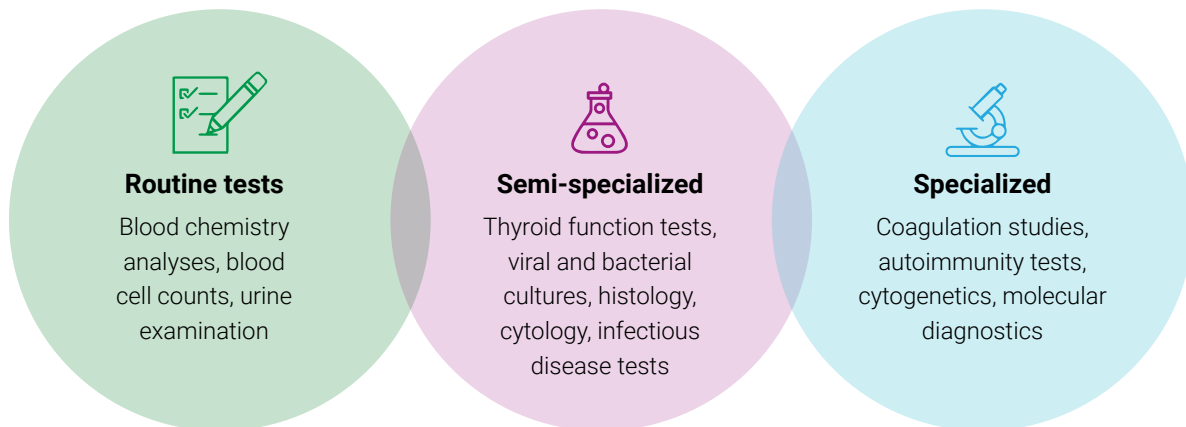 Routine tests
Blood chemistry
analyses, blood
cell counts, urine
examination
Semi-specialized
Thyroid function tests,
viral and bacterial
cultures, histology,
cytology, infectious
disease tests
Specialized
Coagulation studies,
autoimmunity tests,
cytogenetics, molecular
diagnostics